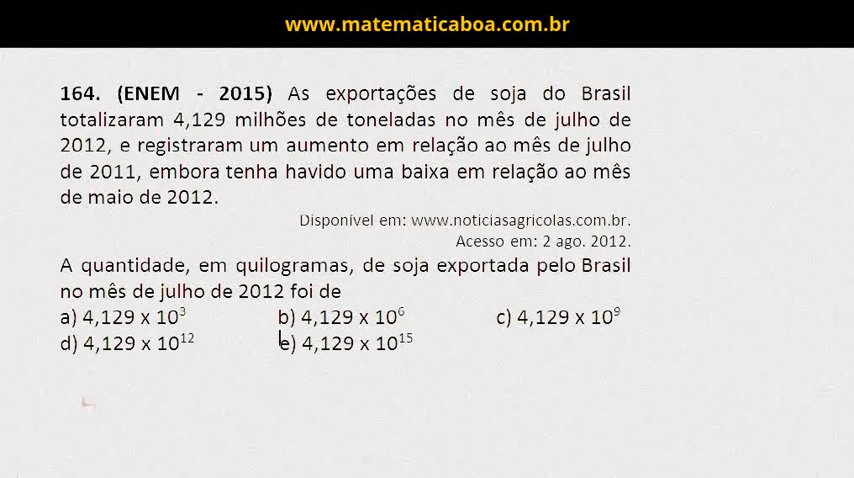 www.matematicaboa.com.br
164. (ENEM - 2015) As exportações de soja do Brasil
totalizaram 4,129 milhões de toneladas no mês de julho de
2012, e registraram um aumento em relação ao mês de julho
de 2011, embora tenha havido uma baixa em relação ao mês
de maio de 2012.
Disponível em: www.noticiasagricolas.com.br.
Acesso em: 2 ago. 2012.
A quantidade, em quilogramas, de soja exportada pelo Brasil
no mês de julho de 2012 foi de
a) 4,129 x 10³ b) 4,129 x 10⁶ c) 4,129 x 10⁹
d) 4,129 x 10¹² e) 4,129 x 10¹⁵